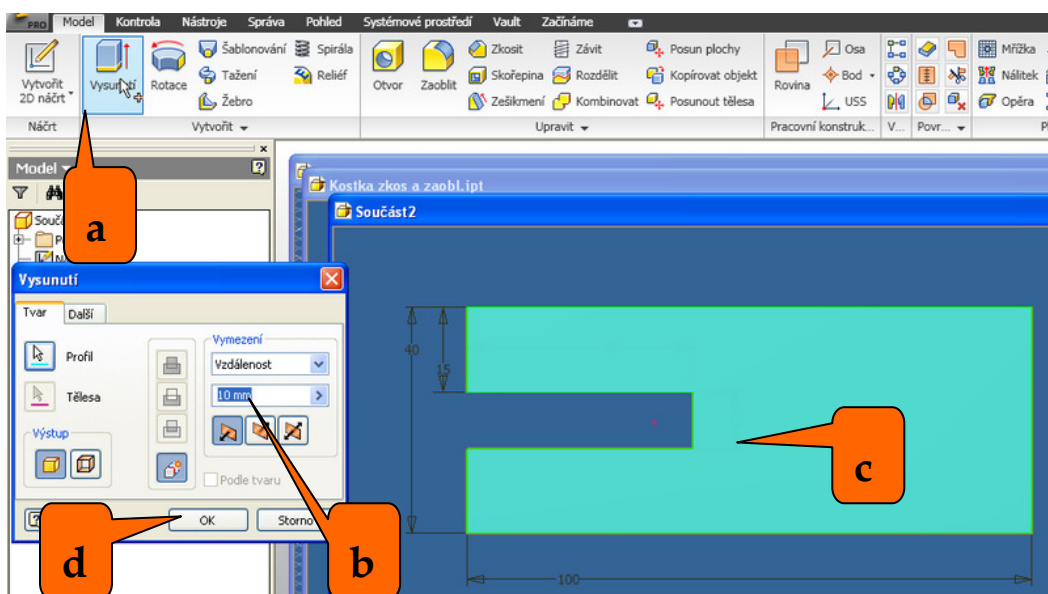 PRO Model Kontrola Nástroje Správa Pohled Systémové prostředí Vault Začínáme
Vytvořit
2D náčrt
Vysunutí
Rotace
Šablonování
Tažení
Žebro
Spirála
Reliéf
Otvor
Zaoblit
Zkosit
Skořepina
Zešikmení
Závit
Rozdělit
Kombinovat
Posun plochy
Kopírovat objekt
Posunout tělesa
Rovina
Osa
Bod
USS
Mřížka
Nálitek
Opěra
Náčrt Vytvořit Upravit Pracovní konstruk... V... Povr... P
Model
a
Kostka zkos a zaobl.ipt
Součást2
Vysunutí
Tvar Další
Profil
Tělesa
Výstup
Vymezení
Vzdálenost
10 mm
Podle tvaru
OK Storno
40
15
100
c
d
b